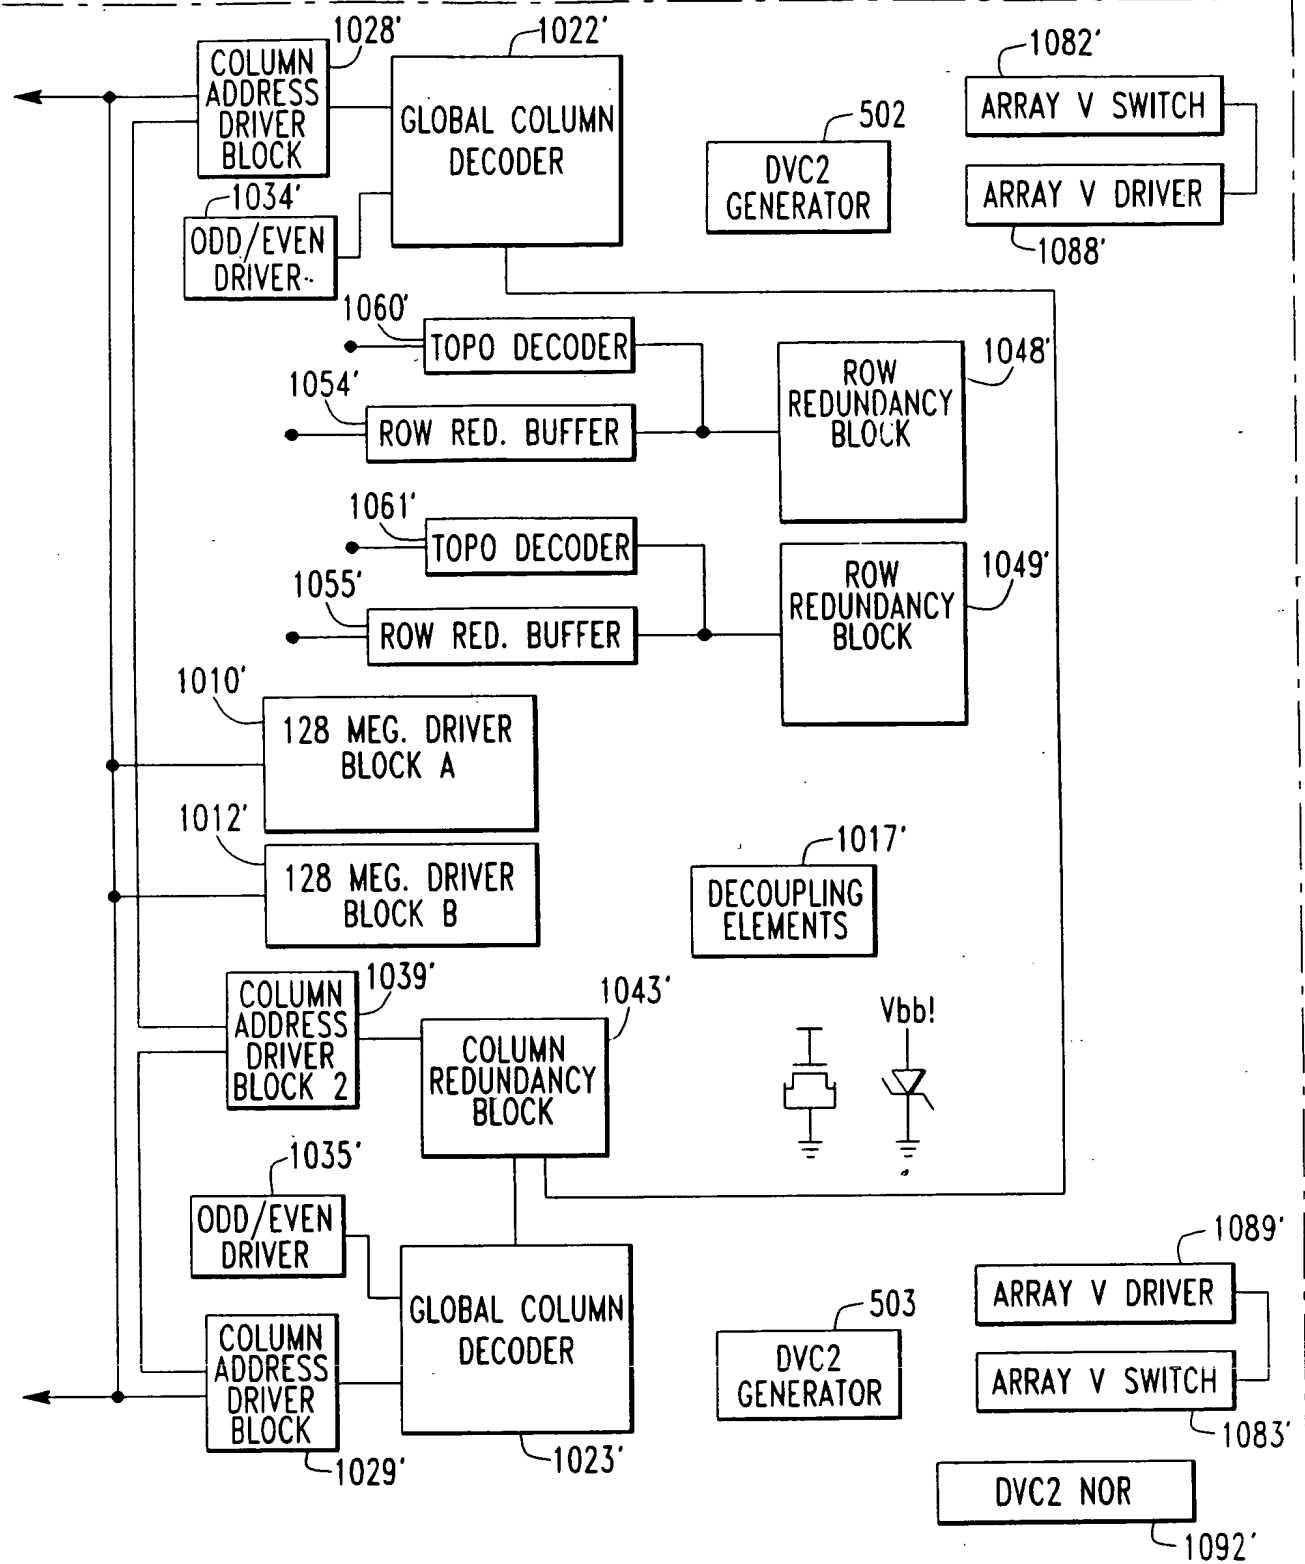 1028'
1022'
1082'
COLUMN
ADDRESS
DRIVER
BLOCK
GLOBAL COLUMN
DECODER
ARRAY V SWITCH
502
DVC2
GENERATOR
ARRAY V DRIVER
1088'
1034'
ODD/EVEN
DRIVER
1060'
TOPO DECODER
1048'
ROW
REDUNDANCY
BLOCK
1054'
ROW RED. BUFFER
1061'
TOPO DECODER
1049'
ROW
REDUNDANCY
BLOCK
1055'
ROW RED. BUFFER
1010'
128 MEG. DRIVER
BLOCK A
1012'
128 MEG. DRIVER
BLOCK B
1017'
DECOUPLING
ELEMENTS
1039'
COLUMN
ADDRESS
DRIVER
BLOCK 2
1043'
COLUMN
REDUNDANCY
BLOCK
Vbb!
1035'
ODD/EVEN
DRIVER
1089'
ARRAY V DRIVER
GLOBAL COLUMN
DECODER
503
DVC2
GENERATOR
COLUMN
ADDRESS
DRIVER
BLOCK
ARRAY V SWITCH
1083'
1029'
1023'
DVC2 NOR
1092'